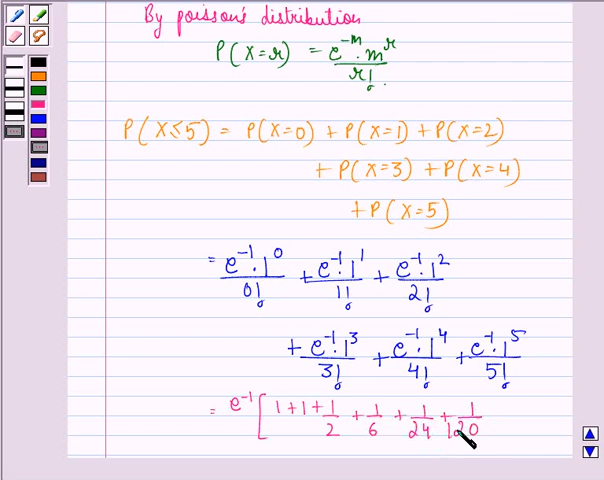 By poisson's distribution
P(X=r) = e^-m . m^r / r!
P(X≤5) = P(X=0) + P(X=1) + P(X=2)
+ P(X=3) + P(X=4)
+ P(X=5)
= e^-1 . 1^0 / 0! + e^-1 . 1^1 / 1! + e^-1 . 1^2 / 2!
+ e^-1 . 1^3 / 3! + e^-1 . 1^4 / 4! + e^-1 . 1^5 / 5!
= e^-1 [ 1 + 1 + 1/2 + 1/6 + 1/24 + 1/120